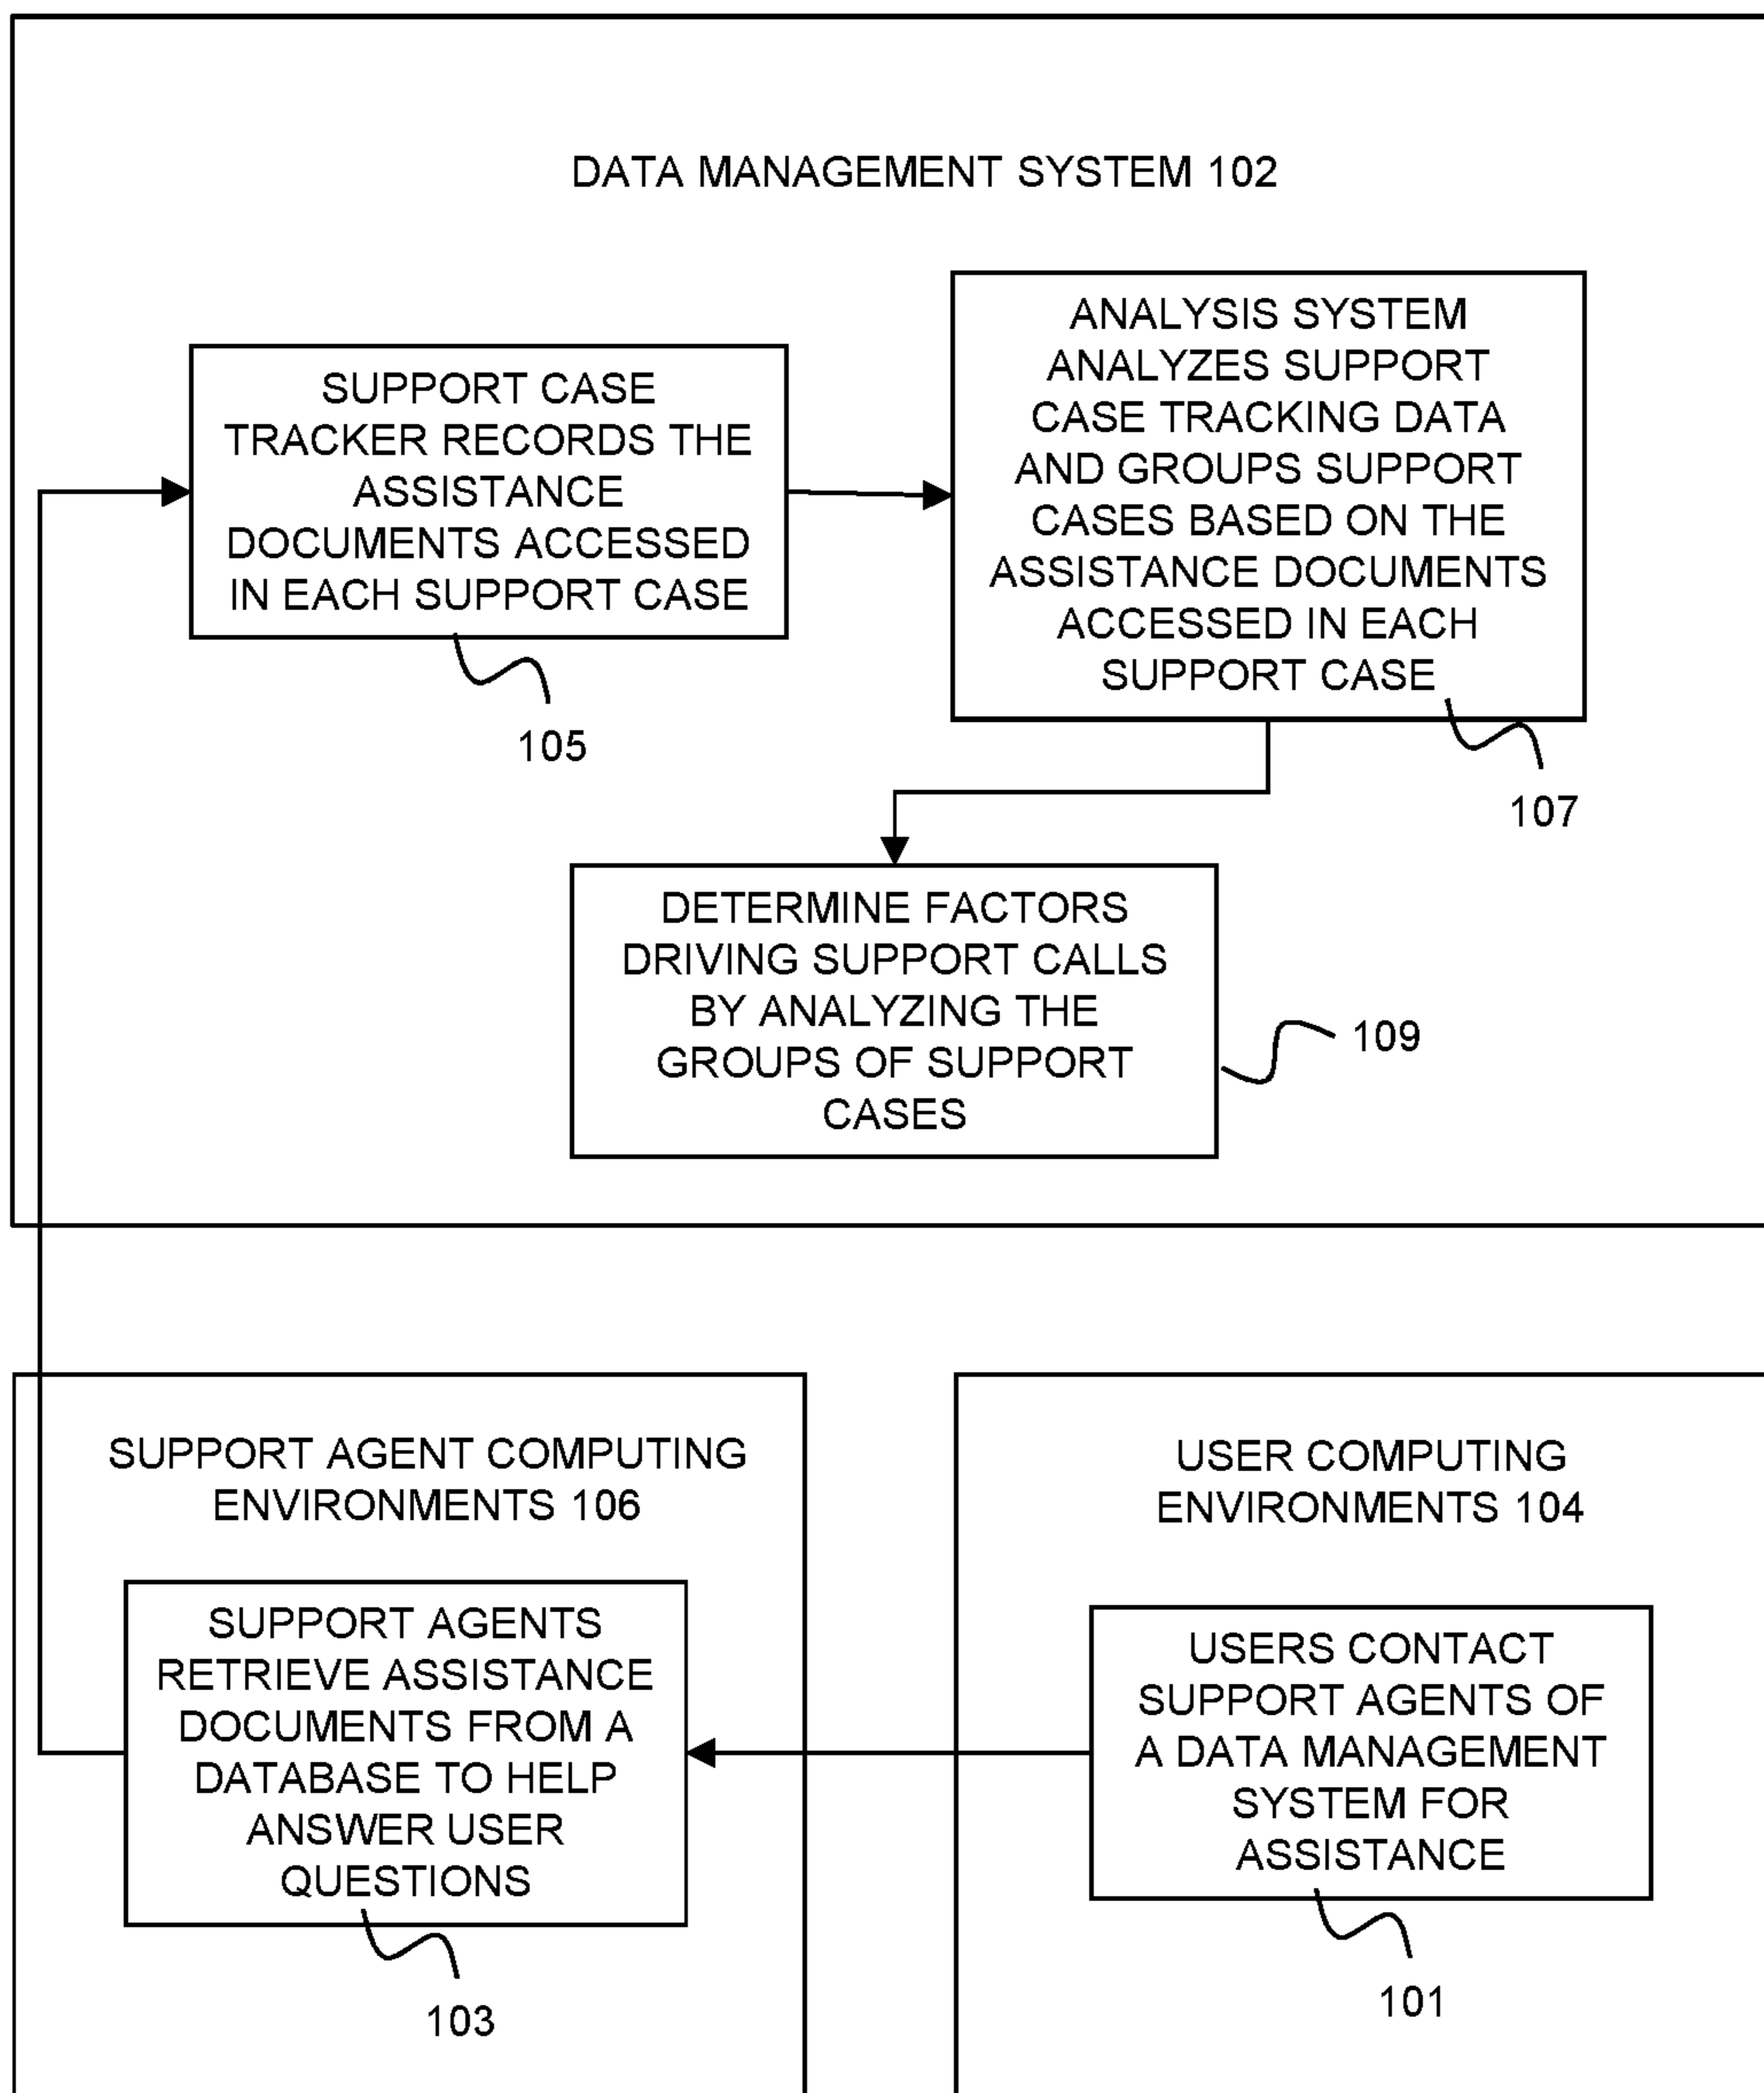 DATA MANAGEMENT SYSTEM 102
SUPPORT CASE
TRACKER RECORDS THE
ASSISTANCE
DOCUMENTS ACCESSED
IN EACH SUPPORT CASE
105
ANALYSIS SYSTEM
ANALYZES SUPPORT
CASE TRACKING DATA
AND GROUPS SUPPORT
CASES BASED ON THE
ASSISTANCE DOCUMENTS
ACCESSED IN EACH
SUPPORT CASE
107
DETERMINE FACTORS
DRIVING SUPPORT CALLS
BY ANALYZING THE
GROUPS OF SUPPORT
CASES
109
SUPPORT AGENT COMPUTING
ENVIRONMENTS 106
SUPPORT AGENTS
RETRIEVE ASSISTANCE
DOCUMENTS FROM A
DATABASE TO HELP
ANSWER USER
QUESTIONS
103
USER COMPUTING
ENVIRONMENTS 104
USERS CONTACT
SUPPORT AGENTS OF
A DATA MANAGEMENT
SYSTEM FOR
ASSISTANCE
101